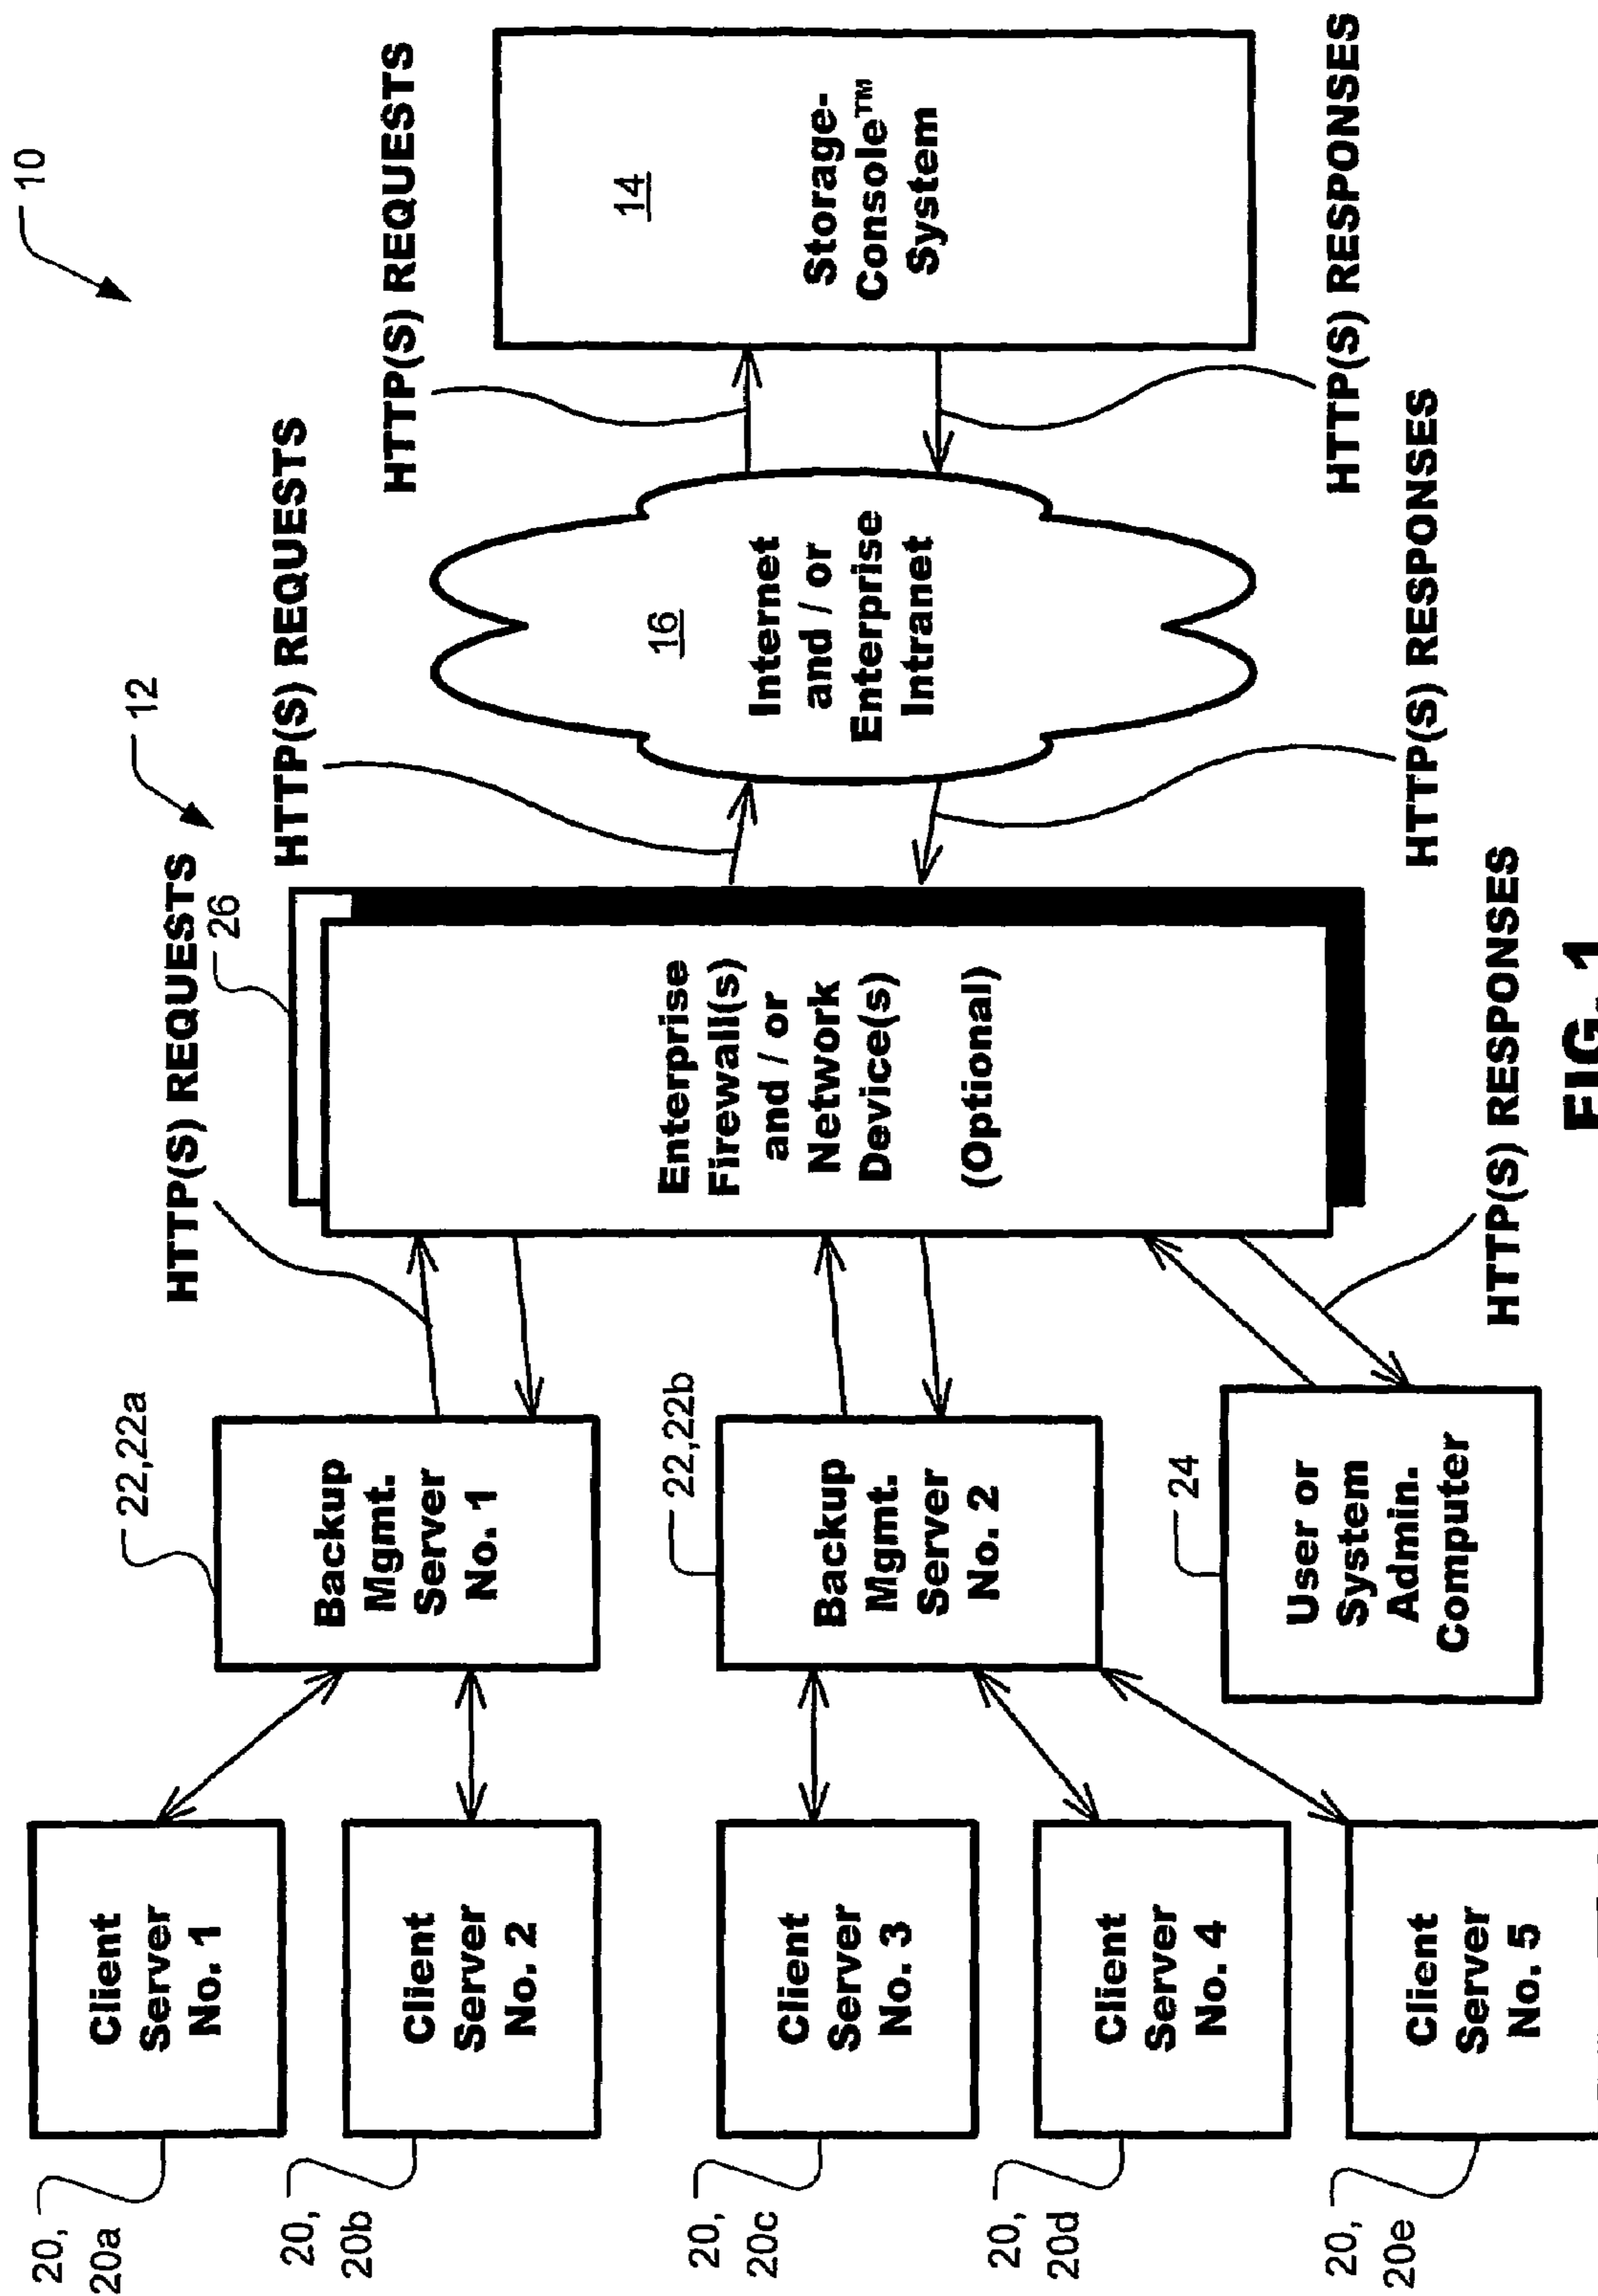 10
12
HTTP(S) REQUESTS
HTTP(S) REQUESTS
HTTP(S) REQUESTS
20,
20a
Client
Server
No. 1
20,
20b
Client
Server
No. 2
20,
20c
Client
Server
No. 3
20,
20d
Client
Server
No. 4
20,
20e
Client
Server
No. 5
22,22a
Backup
Mgmt.
Server
No. 1
22,22b
Backup
Mgmt.
Server
No. 2
24
User or
System
Admin.
Computer
26
Enterprise
Firewall(s)
and / or
Network
Device(s)
(Optional)
16
Internet
and / or
Enterprise
Intranet
14
Storage-
Console™
System
HTTP(S) RESPONSES
HTTP(S) RESPONSES
HTTP(S) RESPONSES
FIG. 1